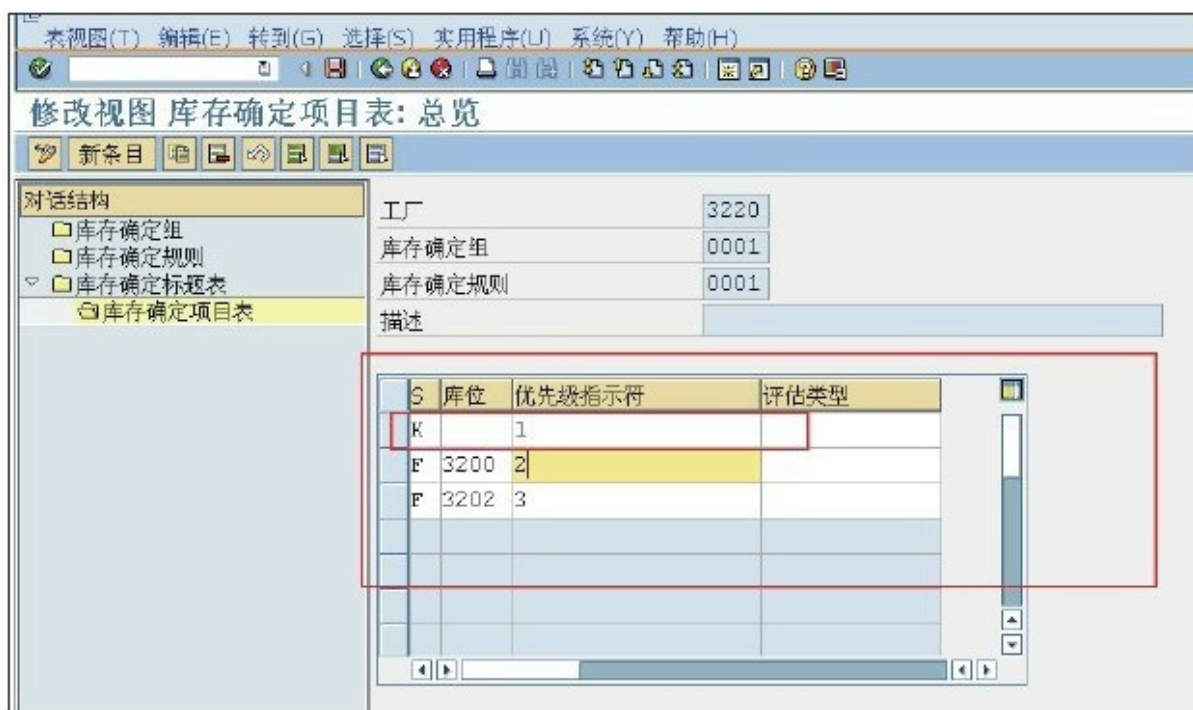 表视图(T) 编辑(E) 转到(G) 选择(S) 实用程序(U) 系统(Y) 帮助(H)
修改视图 库存确定项目表: 总览
新条目
对话结构
库存确定组
库存确定规则
库存确定标题表
库存确定项目表
工厂 3220
库存确定组 0001
库存确定规则 0001
描述
S 库位 优先级指示符 评估类型
K 1
F 3200 2
F 3202 3